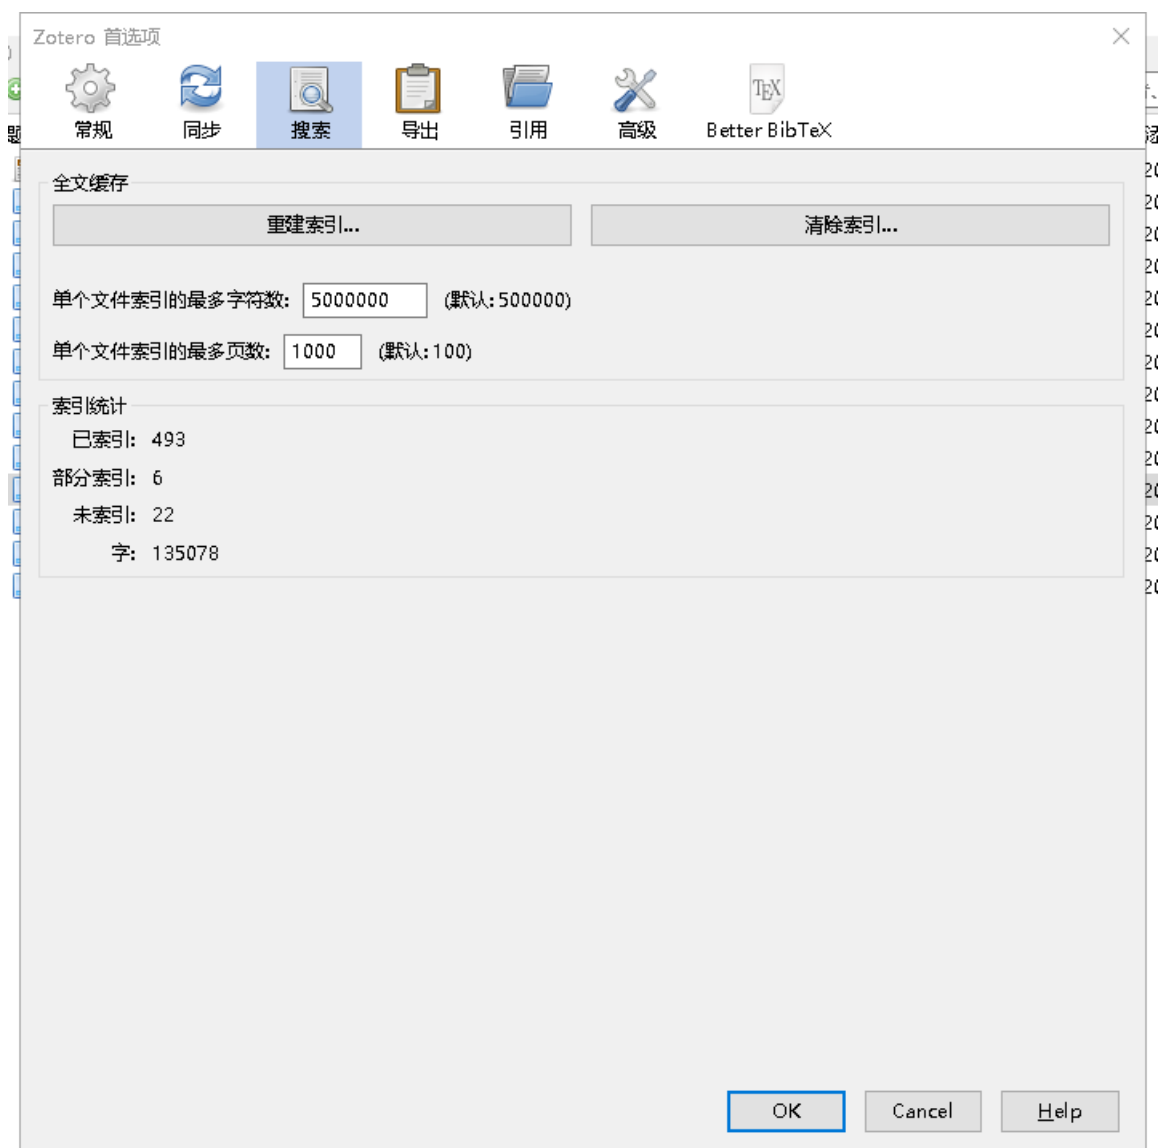 Zotero 首选项
常规 同步 搜索 导出 引用 高级 Better BibTeX
全文缓存
重建索引... 清除索引...
单个文件索引的最多字符数: 5000000 (默认:500000)
单个文件索引的最多页数: 1000 (默认:100)
索引统计
已索引: 493
部分索引: 6
未索引: 22
字: 135078
OK Cancel Help